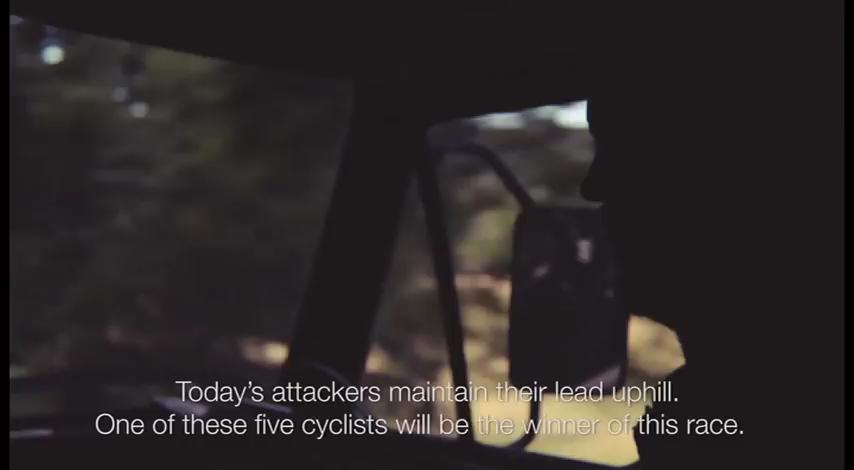 Today's attackers maintain their lead uphill.
One of these five cyclists will be the winner of this race.